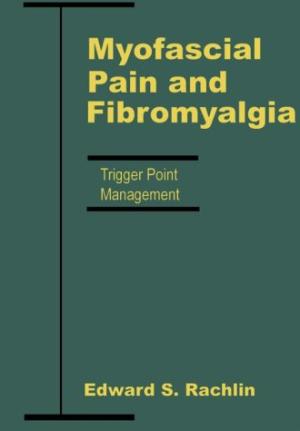 Myofascial
Pain and
Fibromyalgia
Trigger Point
Management
Edward S. Rachlin